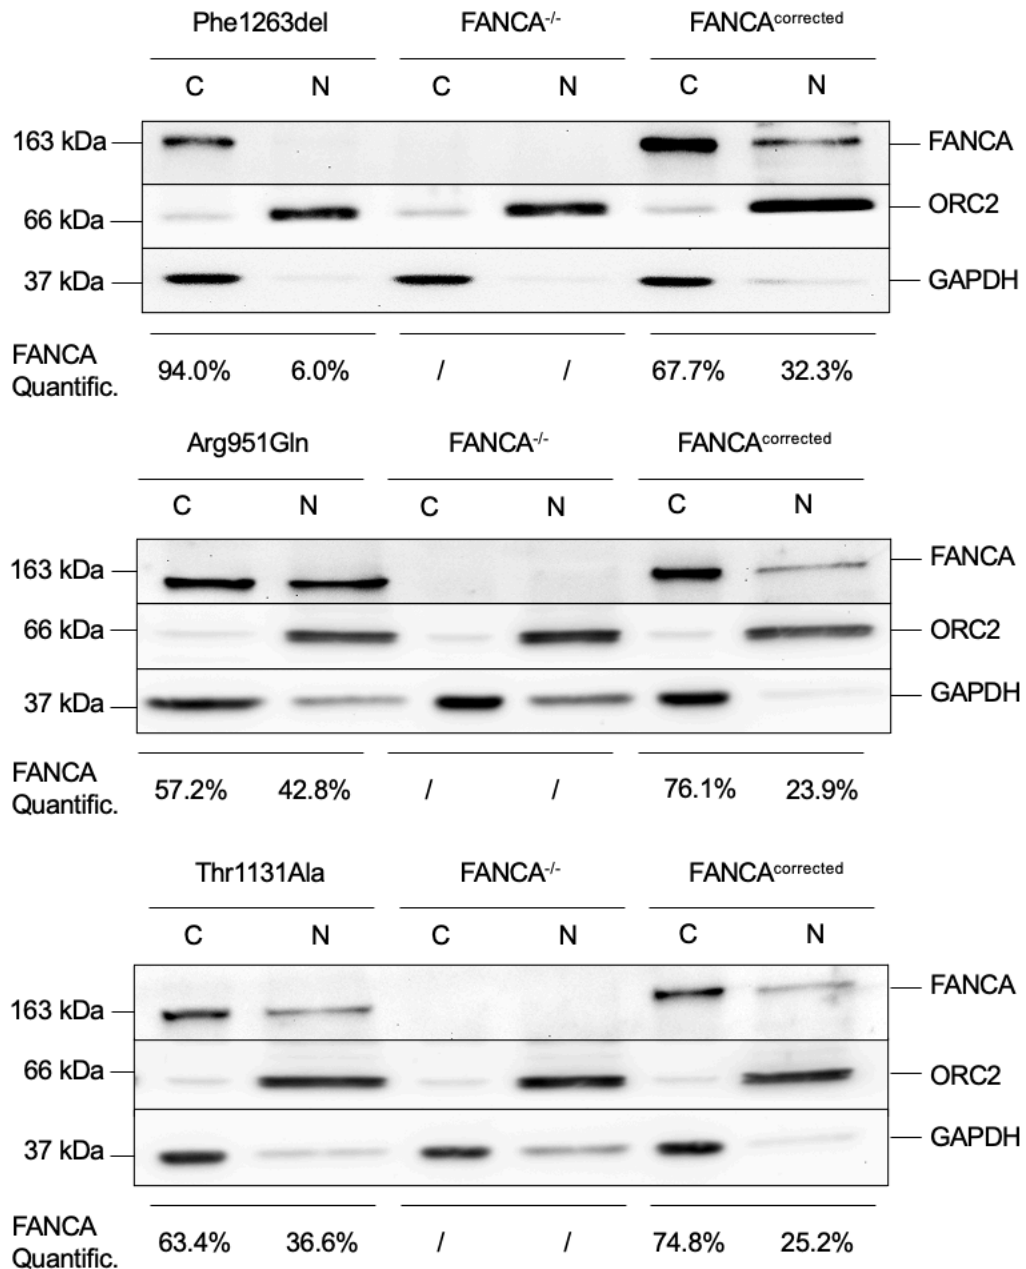 Phe1263del FANCA-/- FANCAcorrected
C N C N C N
163 kDa FANCA
66 kDa ORC2
37 kDa GAPDH
FANCA
Quantific. 94.0% 6.0% / / 67.7% 32.3%
Arg951Gln FANCA-/- FANCAcorrected
C N C N C N
163 kDa FANCA
66 kDa ORC2
37 kDa GAPDH
FANCA
Quantific. 57.2% 42.8% / / 76.1% 23.9%
Thr1131Ala FANCA-/- FANCAcorrected
C N C N C N
163 kDa FANCA
66 kDa ORC2
37 kDa GAPDH
FANCA
Quantific. 63.4% 36.6% / / 74.8% 25.2%